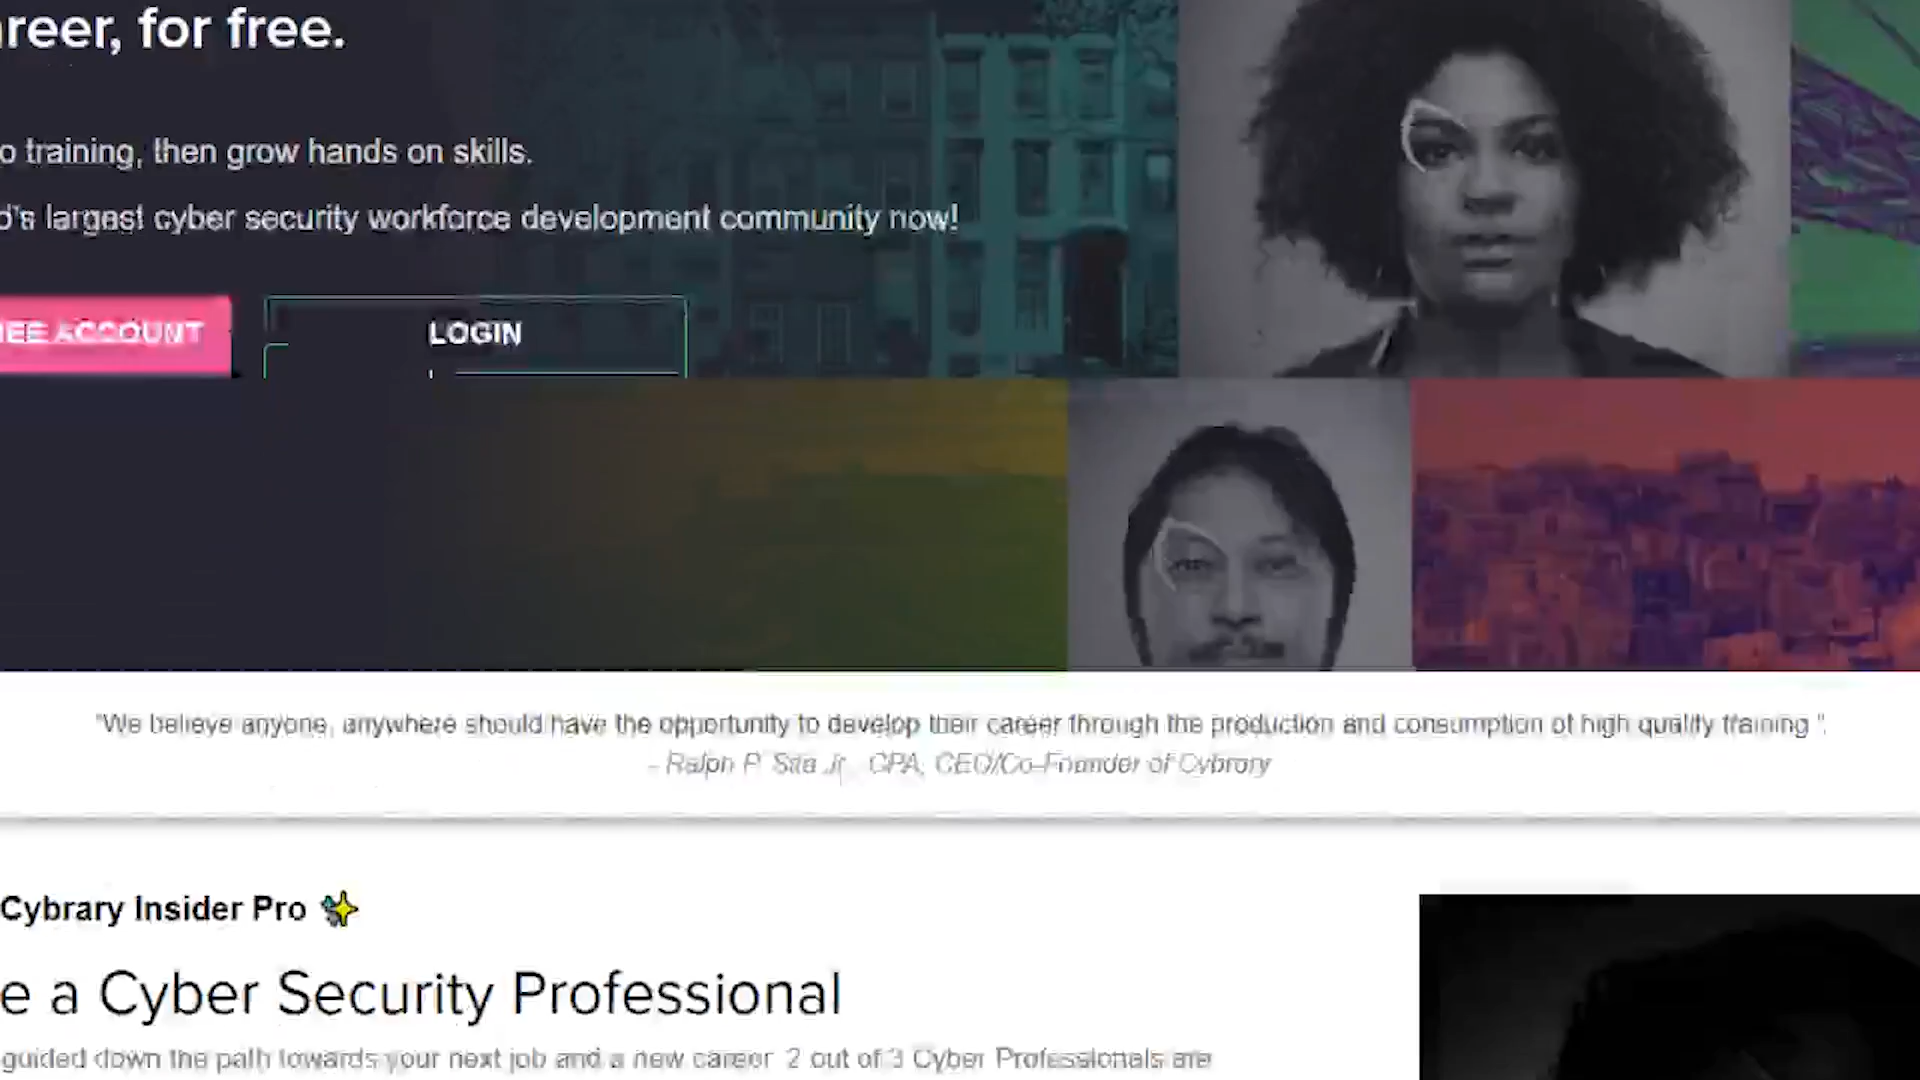 reer, for free.
o training, then grow hands on skills.
d's largest cyber security workforce development community now!
EE ACCOUNT
LOGIN
"We believe anyone, anywhere should have the opportunity to develop their career through the production and consumption of high quality training."
- Ralph P. Sita Jr., CPA, CEO/Co-Founder of Cybrary
Cybrary Insider Pro ✨
e a Cyber Security Professional
guided down the path towards your next job and a new career. 2 out of 3 Cyber Professionals are